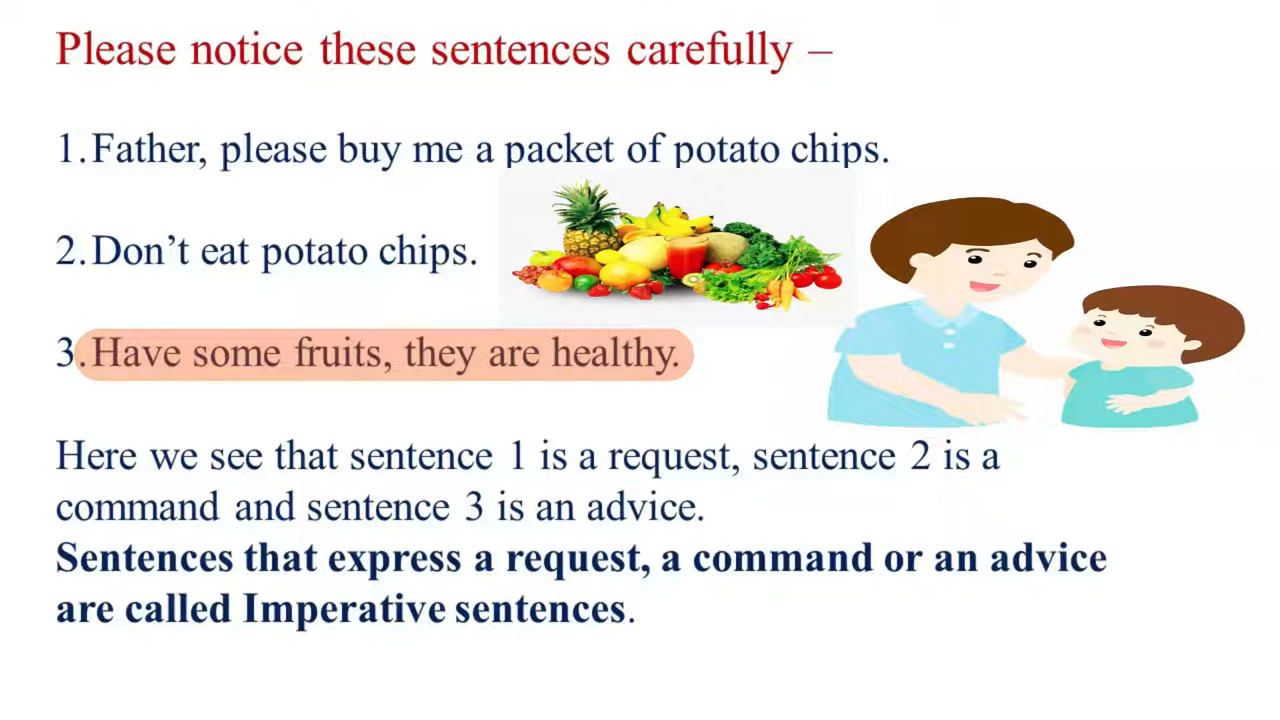 Please notice these sentences carefully –
1. Father, please buy me a packet of potato chips.
2. Don’t eat potato chips.
3. Have some fruits, they are healthy.
Here we see that sentence 1 is a request, sentence 2 is a
command and sentence 3 is an advice.
Sentences that express a request, a command or an advice
are called Imperative sentences.